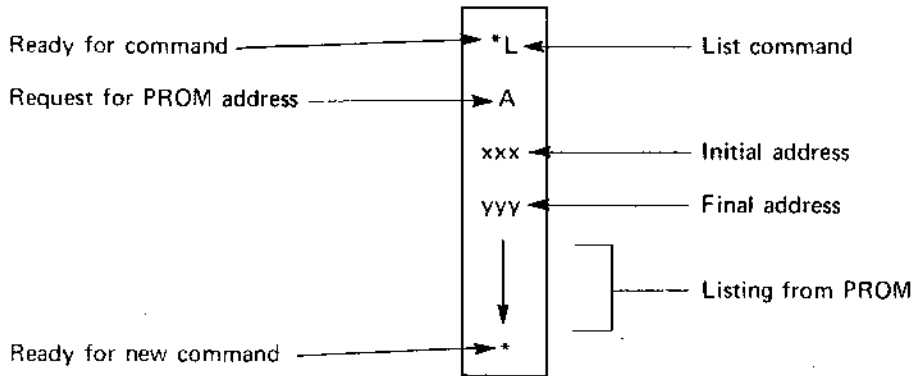 Ready for command *L List command
Request for PROM address A
xxx Initial address
yyy Final address
Listing from PROM
Ready for new command *